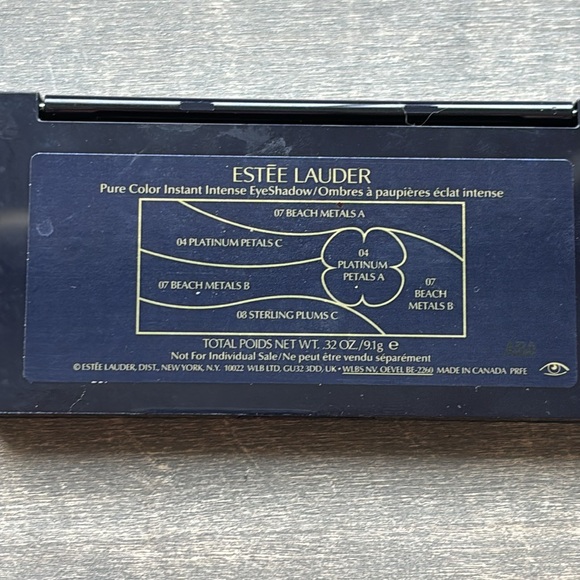 ESTĒE LAUDER
Pure Color Instant Intense EyeShadow/Ombres à paupières éclat intense
07 BEACH METALS A
04 PLATINUM PETALS C
04
PLATINUM
PETALS A
07 BEACH METALS B
07
BEACH
METALS B
08 STERLING PLUMS C
TOTAL POIDS NET WT. .32 OZ./9.1g ℮
Not For Individual Sale/Ne peut être vendu séparément
© ESTĒE LAUDER, DIST., NEW YORK, N.Y. 10022 WLB LTD. GU32 3DD, UK • WLBS NV. OEVEL BE-2260 MADE IN CANADA PRFE